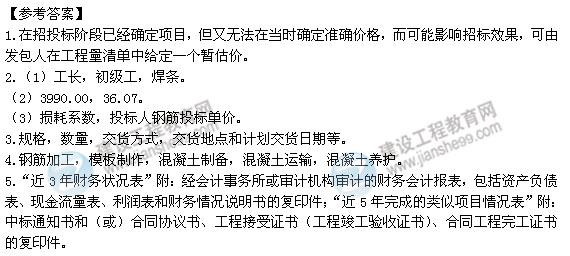 【参考答案】
1.在招投标阶段已经确定项目，但又无法在当时确定准确价格，而可能影响招标效果，可由
发包人在工程量清单中给定一个暂估价。
2.（1）工长，初级工，焊条。
（2）3990.00，36.07。
（3）损耗系数，投标人钢筋投标单价。
3.规格，数量，交货方式，交货地点和计划交货日期等。
4.钢筋加工，模板制作，混凝土制备，混凝土运输，混凝土养护。
5.“近3年财务状况表”附：经会计事务所或审计机构审计的财务会计报表，包括资产负债
表、现金流量表、利润表和财务情况说明书的复印件；“近5年完成的类似项目情况表”附：
中标通知书和（或）合同协议书、工程接受证书（工程竣工验收证书）、合同工程完工证书
的复印件。
建设工程教育网
www.jianshe99.com